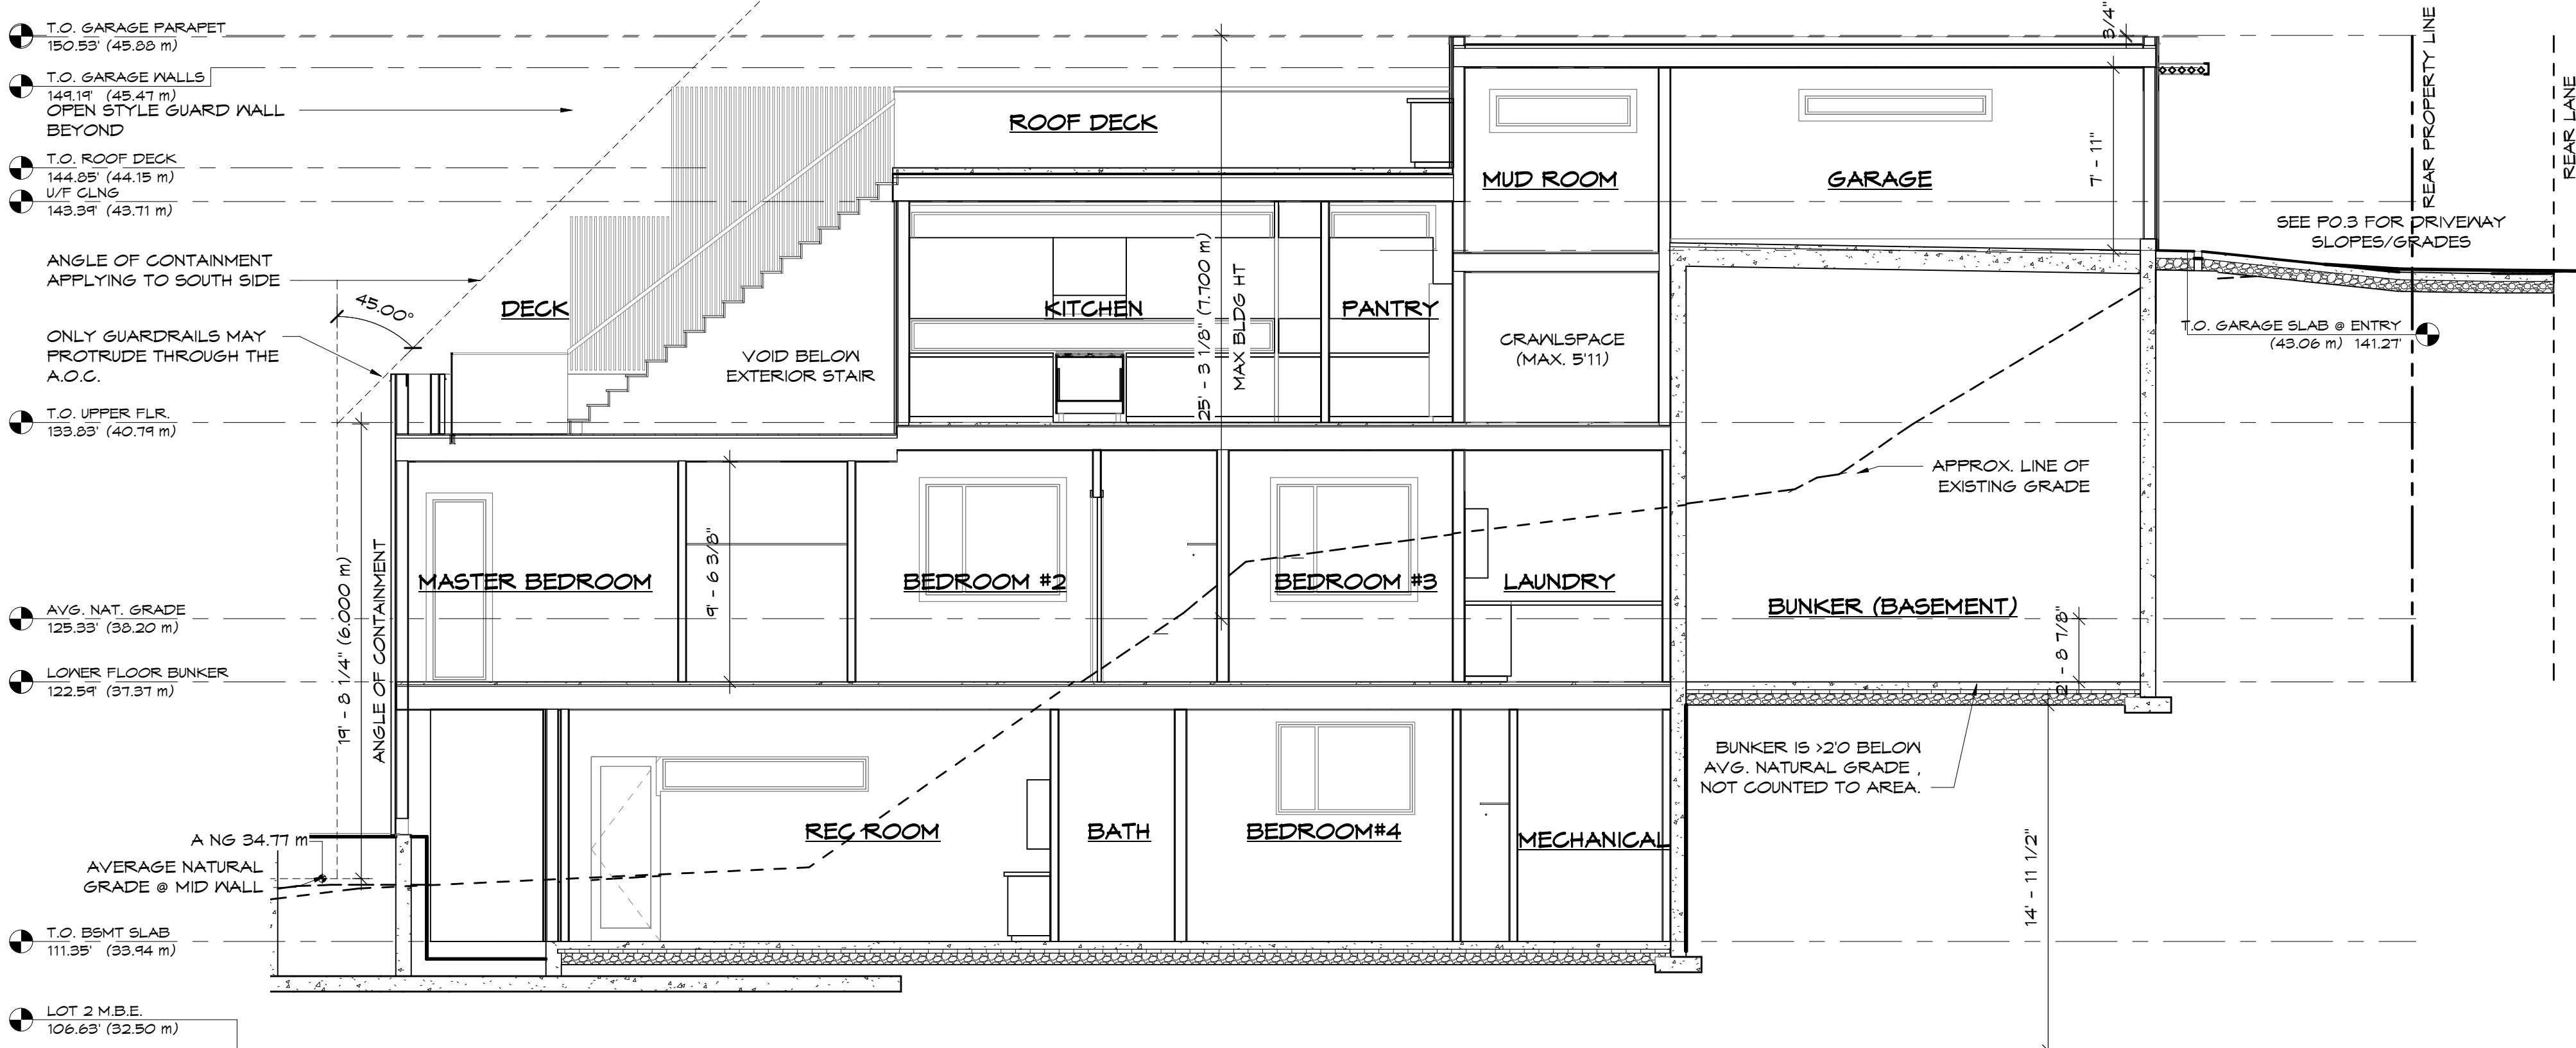 T.O. GARAGE PARAPET
150.53' (45.88 m)
T.O. GARAGE WALLS
149.19' (45.47 m)
OPEN STYLE GUARD WALL
BEYOND
T.O. ROOF DECK
144.85' (44.15 m)
U/F CLNG
143.39' (43.71 m)
ANGLE OF CONTAINMENT
APPLYING TO SOUTH SIDE
45.00°
ONLY GUARDRAILS MAY
PROTRUDE THROUGH THE
A.O.C.
T.O. UPPER FLR.
133.83' (40.79 m)
AVG. NAT. GRADE
125.33' (38.20 m)
LOWER FLOOR BUNKER
122.59' (37.37 m)
19' - 8 1/4" (6.000 m)
ANGLE OF CONTAINMENT
A NG 34.77 m
AVERAGE NATURAL
GRADE @ MID WALL
T.O. BSMT SLAB
111.35' (33.94 m)
LOT 2 M.B.E.
106.63' (32.50 m)
ROOF DECK
MUD ROOM
GARAGE
DECK
VOID BELOW
EXTERIOR STAIR
KITCHEN
PANTRY
25' - 3 1/8" (7.700 m)
MAX BLDG HT
CRAWLSPACE
(MAX. 5'11)
MASTER BEDROOM
9' - 6 3/8"
BEDROOM #2
BEDROOM #3
LAUNDRY
BUNKER (BASEMENT)
REC ROOM
BATH
BEDROOM#4
MECHANICAL
3/4"
7' - 11"
REAR PROPERTY LINE
REAR LANE
SEE P0.3 FOR DRIVEWAY
SLOPES/GRADES
T.O. GARAGE SLAB @ ENTRY
(43.06 m) 141.27'
APPROX. LINE OF
EXISTING GRADE
2' - 8 7/8"
BUNKER IS >2'0 BELOW
AVG. NATURAL GRADE ,
NOT COUNTED TO AREA.
14' - 11 1/2"